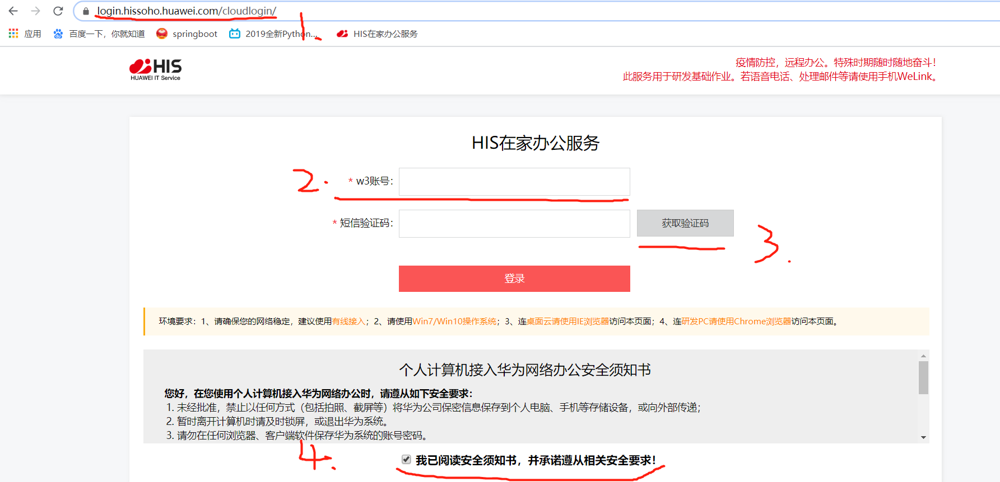 login.hissoho.huawei.com/cloudlogin/
1.
应用 百度一下，你就知道 springboot 2019全新Python... HIS在家办公服务
HIS
HUAWEI IT Service
疫情防控，远程办公。特殊时期随时随地奋斗！
此服务用于研发基础作业。若语音电话、处理邮件等请使用手机WeLink。
HIS在家办公服务
2. * w3账号：
* 短信验证码： 获取验证码
3.
登录
环境要求：1、请确保您的网络稳定，建议使用有线接入；2、请使用Win7/Win10操作系统；3、连桌面云请使用IE浏览器访问本页面；4、连研发PC请使用Chrome浏览器访问本页面。
个人计算机接入华为网络办公安全须知书
您好，在您使用个人计算机接入华为网络办公时，请遵从如下安全要求：
1. 未经批准，禁止以任何方式（包括拍照、截屏等）将华为公司保密信息保存到个人电脑、手机等存储设备，或向外部传递；
2. 暂时离开计算机时请及时锁屏，或退出华为系统。
3. 请勿在任何浏览器、客户端软件保存华为系统的账号密码。
4. 我已阅读安全须知书，并承诺遵从相关安全要求！